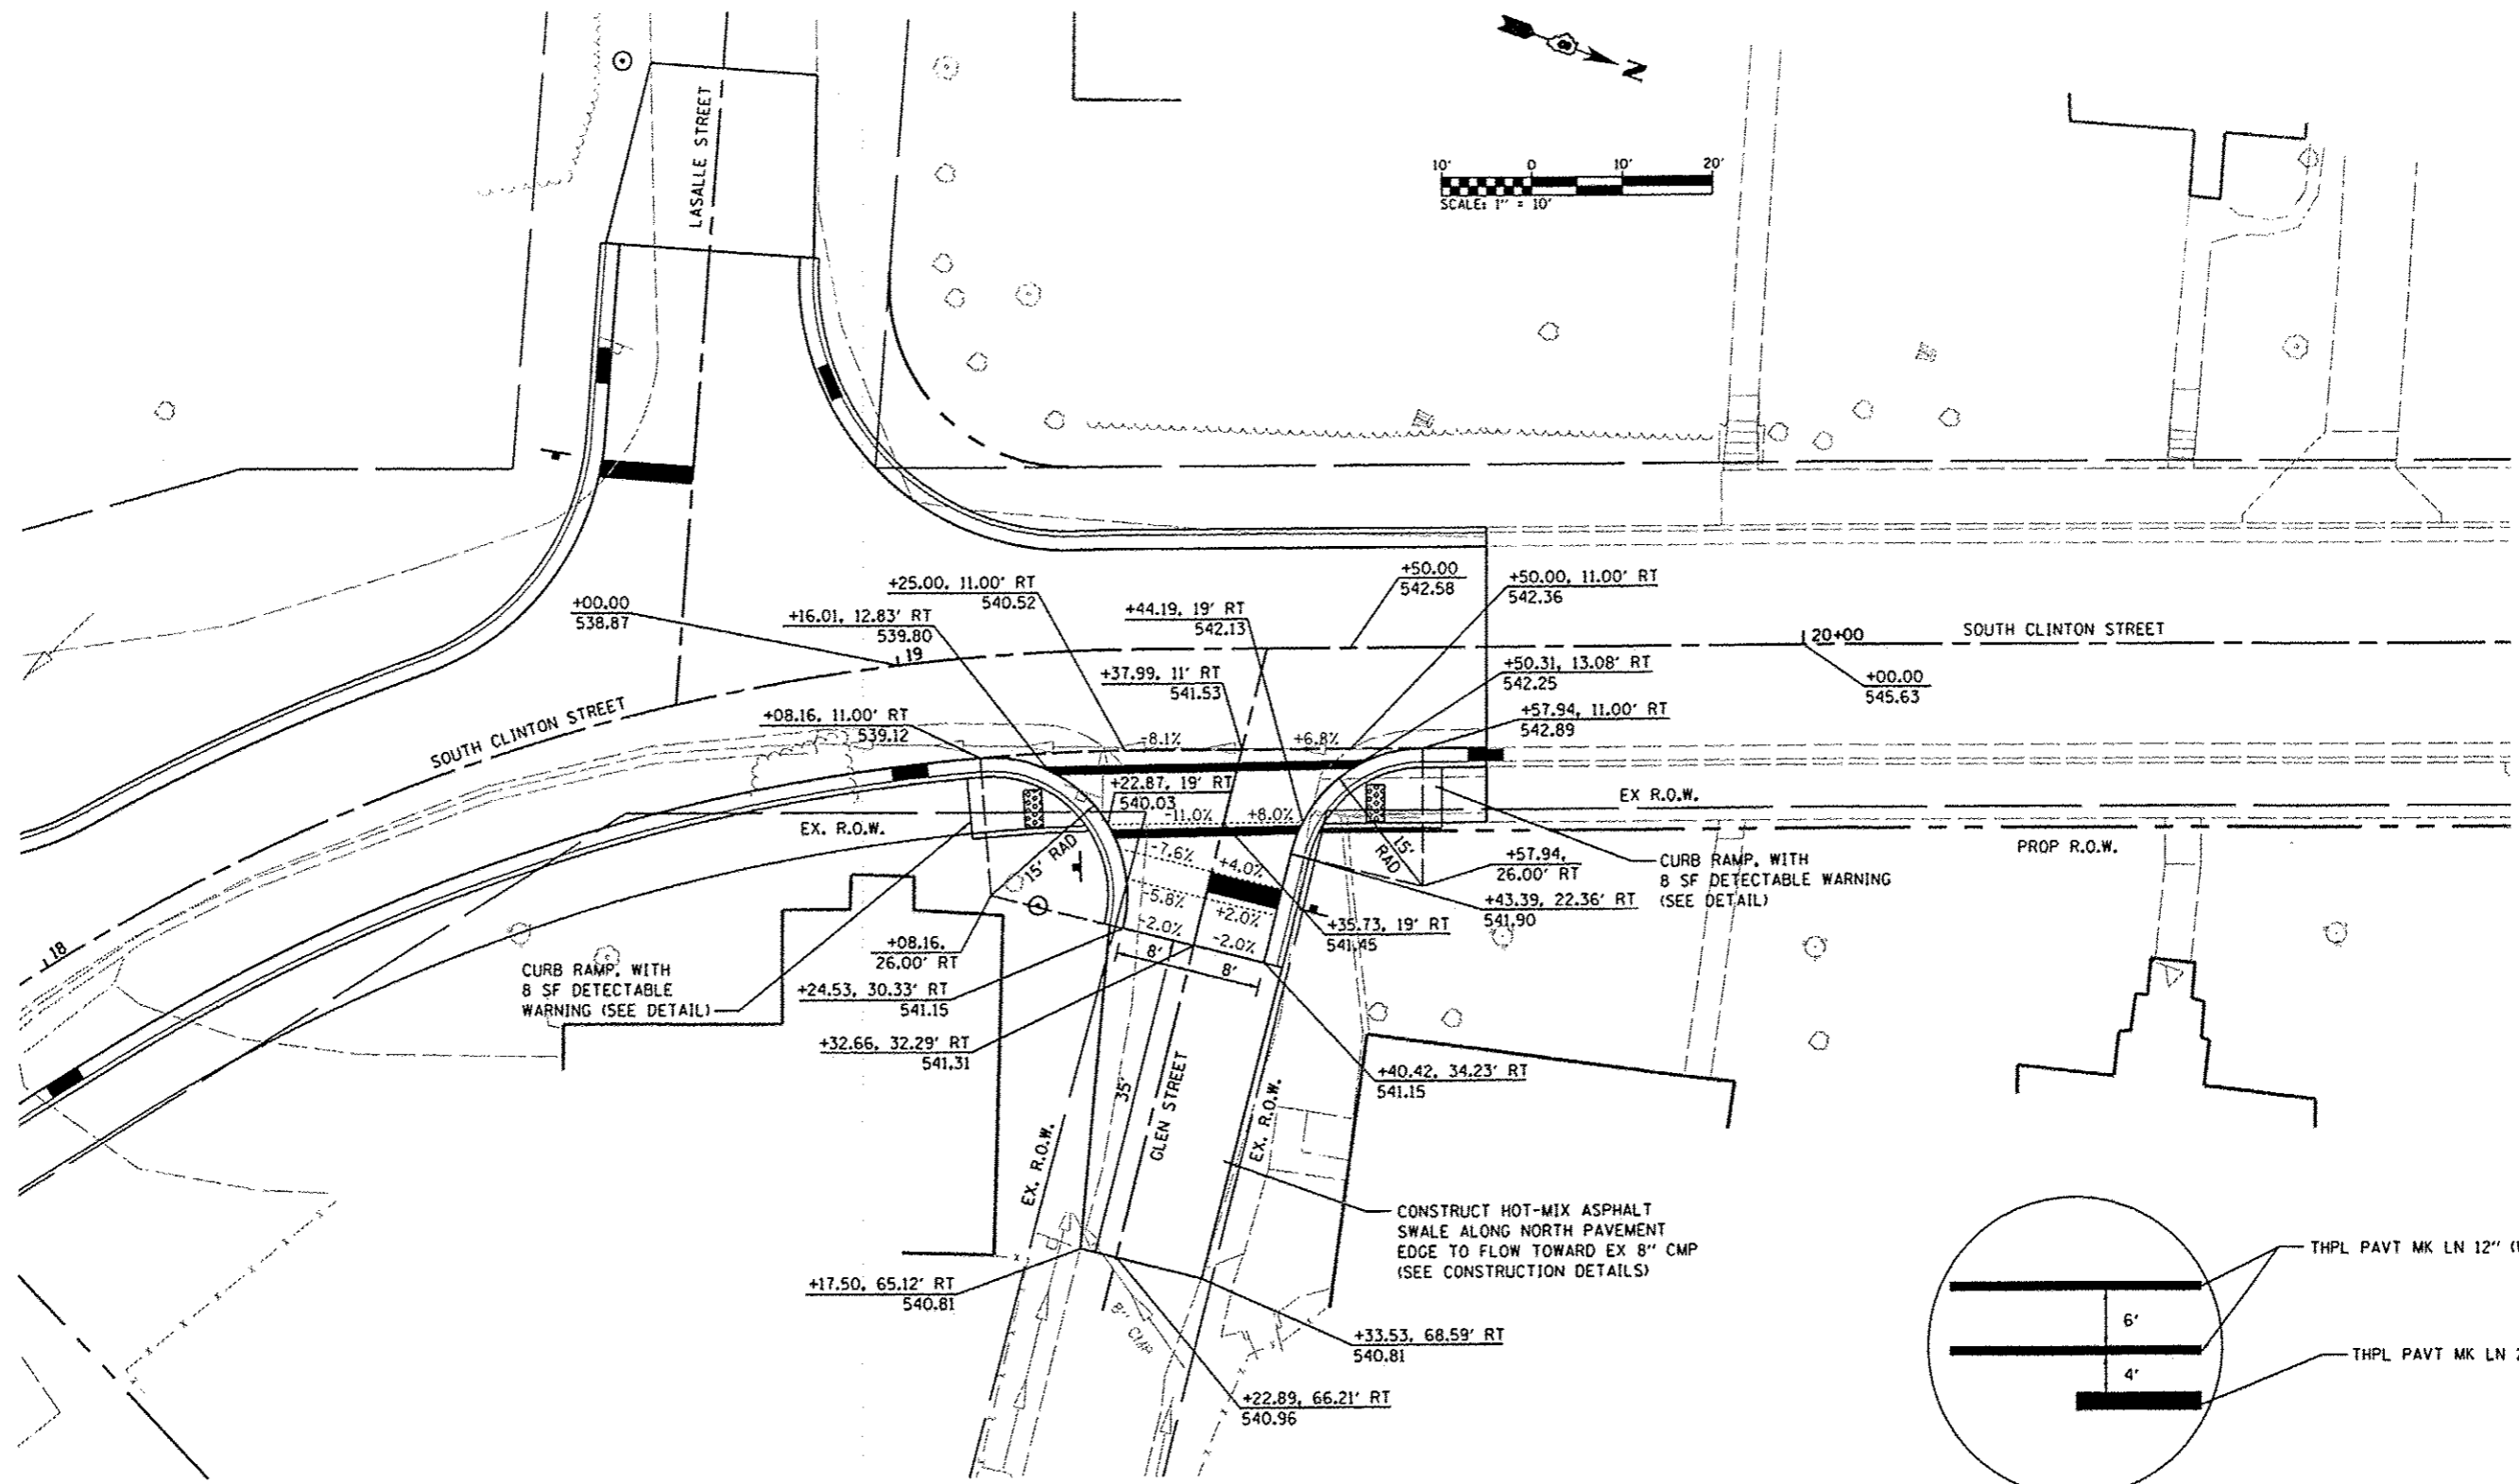 LASALLE STREET
N
10' 0 10' 20'
SCALE: 1" = 10'
+25.00, 11.00' RT
540.52
+50.00
542.58
+50.00, 11.00' RT
542.36
+00.00
538.87
+16.01, 12.83' RT
539.80
+44.19, 19' RT
542.13
19
20+00
SOUTH CLINTON STREET
+37.99, 11' RT
541.53
+50.31, 13.08' RT
542.25
+00.00
545.63
SOUTH CLINTON STREET
+08.16, 11.00' RT
539.12
+57.94, 11.00' RT
542.89
-8.1%
+6.8%
+22.87, 19' RT
540.03
-11.0%
+8.0%
EX. R.O.W.
EX R.O.W.
PROP R.O.W.
15' RAD
-7.6%
+4.0%
15'
RAD
+57.94,
26.00' RT
CURB RAMP, WITH
8 SF DETECTABLE WARNING
(SEE DETAIL)
-5.8%
+2.0%
+43.39, 22.36' RT
541.90
-2.0%
-2.0%
+35.73, 19' RT
541.45
18
+08.16,
26.00' RT
8'
8'
CURB RAMP, WITH
8 SF DETECTABLE
WARNING (SEE DETAIL)
+24.53, 30.33' RT
541.15
+32.66, 32.29' RT
541.31
+40.42, 34.23' RT
541.15
35'
GLEN STREET
EX. R.O.W.
EX. R.O.W.
CONSTRUCT HOT-MIX ASPHALT
SWALE ALONG NORTH PAVEMENT
EDGE TO FLOW TOWARD EX 8" CMP
(SEE CONSTRUCTION DETAILS)
+17.50, 65.12' RT
540.81
8" CMP
+33.53, 68.59' RT
540.81
+22.89, 66.21' RT
540.96
THPL PAVT MK LN 12"
6'
THPL PAVT MK LN
4'